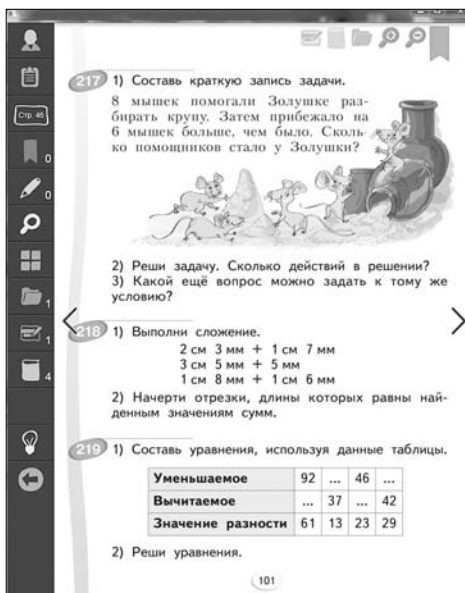 Стр. 46
0
0
1
1
4
217 1) Составь краткую запись задачи.
8 мышек помогали Золушке раз-
бирать крупу. Затем прибежало на
6 мышек больше, чем было. Сколь-
ко помощников стало у Золушки?
2) Реши задачу. Сколько действий в решении?
3) Какой ещё вопрос можно задать к тому же
условию?
218 1) Выполни сложение.
2 см 3 мм + 1 см 7 мм
3 см 5 мм + 5 мм
1 см 8 мм + 1 см 6 мм
2) Начерти отрезки, длины которых равны най-
денным значениям сумм.
219 1) Составь уравнения, используя данные таблицы.
Уменьшаемое 92 ... 46 ...
Вычитаемое ... 37 ... 42
Значение разности 61 13 23 29
2) Реши уравнения.
101